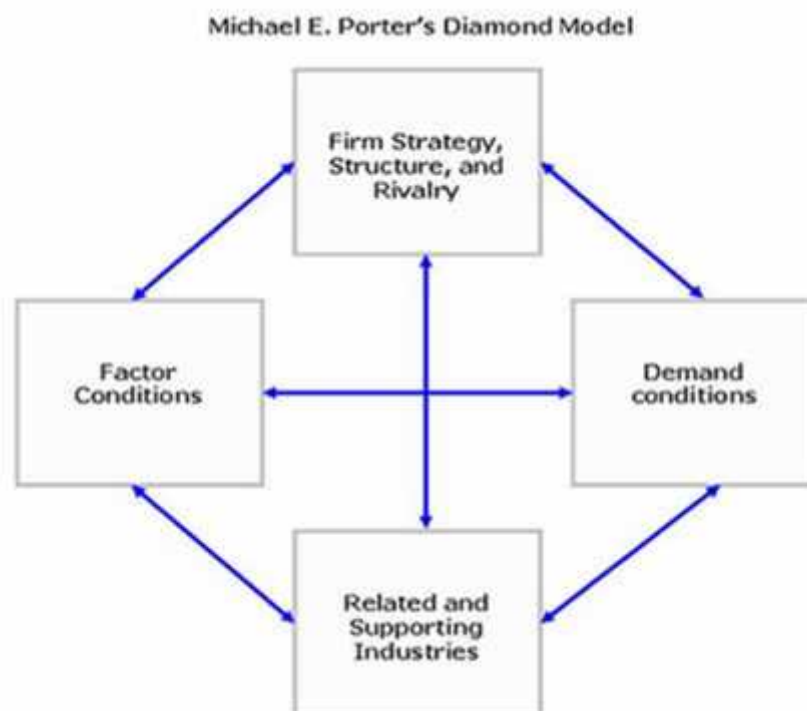 Michael E. Porter's Diamond Model
Firm Strategy,
Structure, and
Rivalry
Factor
Conditions
Demand
conditions
Related and
Supporting
Industries